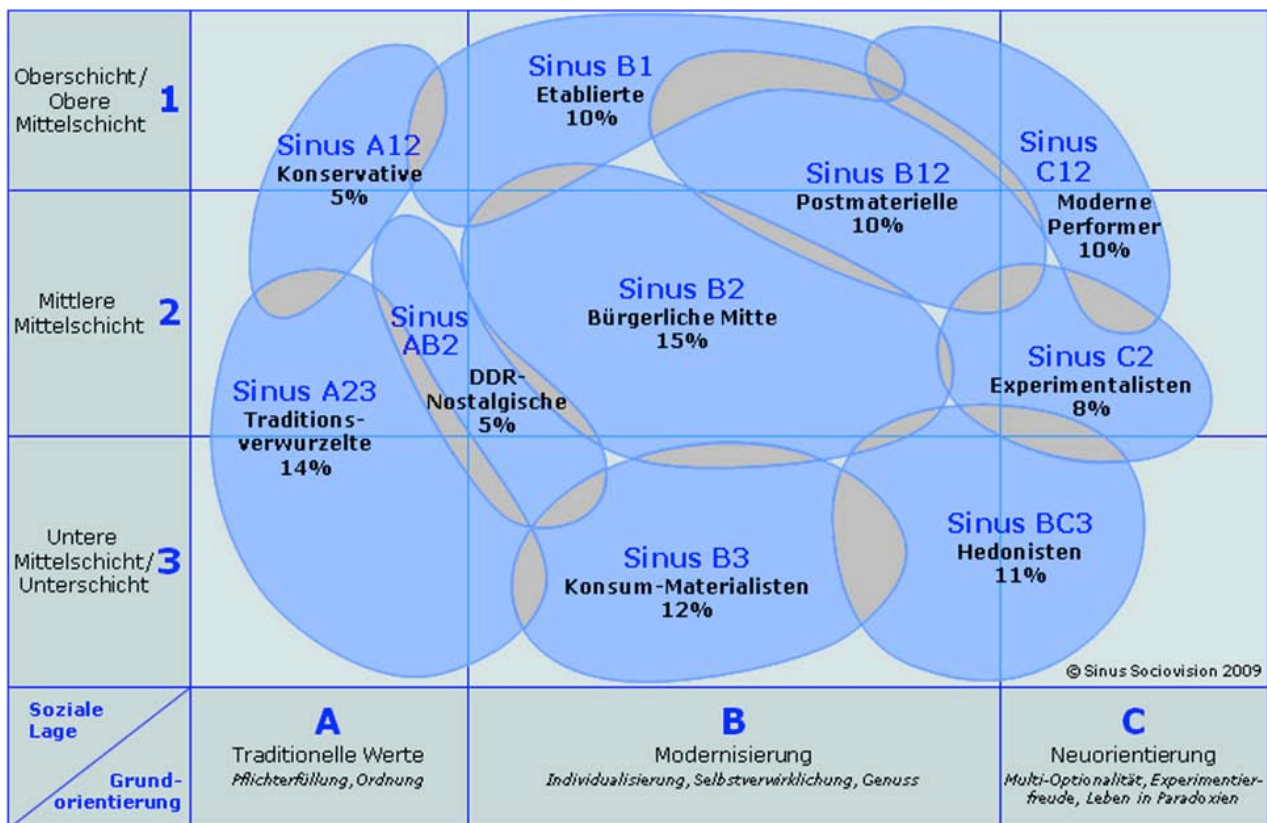 Oberschicht/
Obere
Mittelschicht
1
Sinus B1
Etablierte
10%
Sinus A12
Konservative
5%
Sinus B12
Postmaterielle
10%
Sinus
C12
Moderne
Performer
10%
Mittlere
Mittelschicht
2
Sinus
AB2
DDR-
Nostalgische
5%
Sinus B2
Bürgerliche Mitte
15%
Sinus C2
Experimentalisten
8%
Sinus A23
Traditions-
verwurzelte
14%
Untere
Mittelschicht/
Unterschicht
3
Sinus B3
Konsum-Materialisten
12%
Sinus BC3
Hedonisten
11%
© Sinus Sociovision 2009
Soziale
Lage
Grund-
orientierung
A
Traditionelle Werte
Pflichterfüllung, Ordnung
B
Modernisierung
Individualisierung, Selbstverwirklichung, Genuss
C
Neuorientierung
Multi-Optionalität, Experimentier-
freude, Leben in Paradoxien